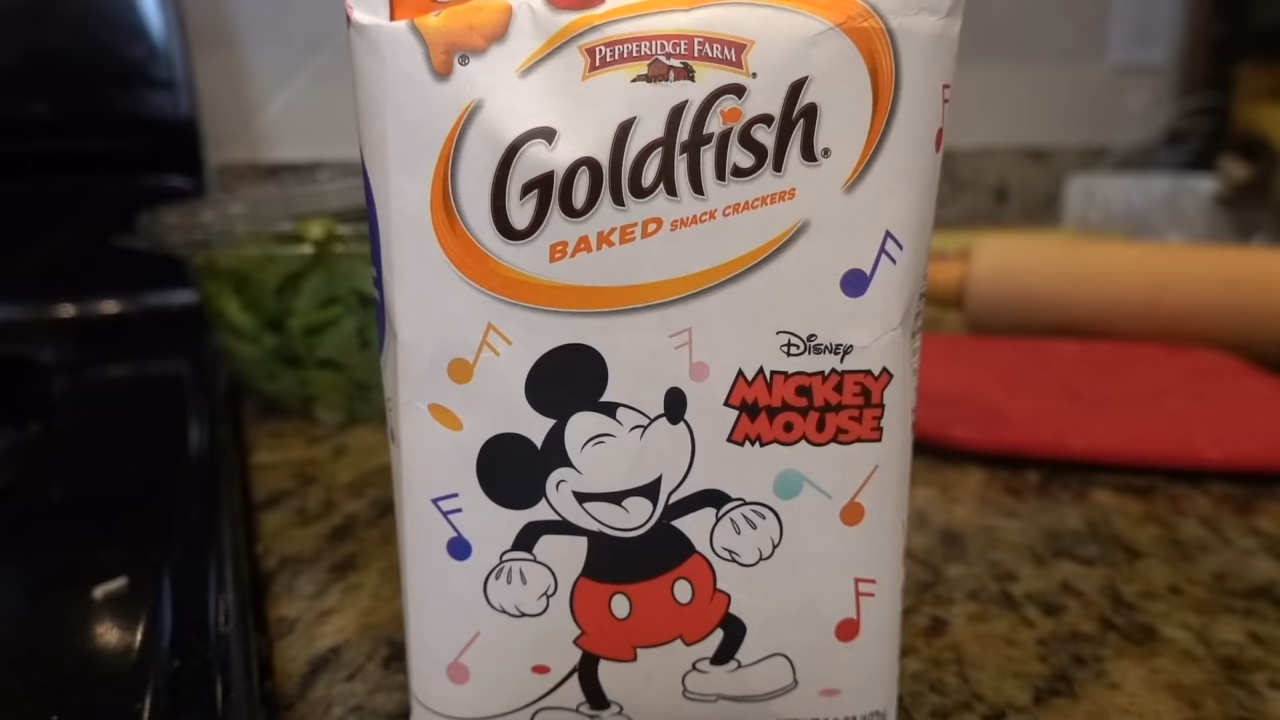 PEPPERIDGE FARM
Goldfish®
BAKED SNACK CRACKERS
Disney
MICKEY
MOUSE